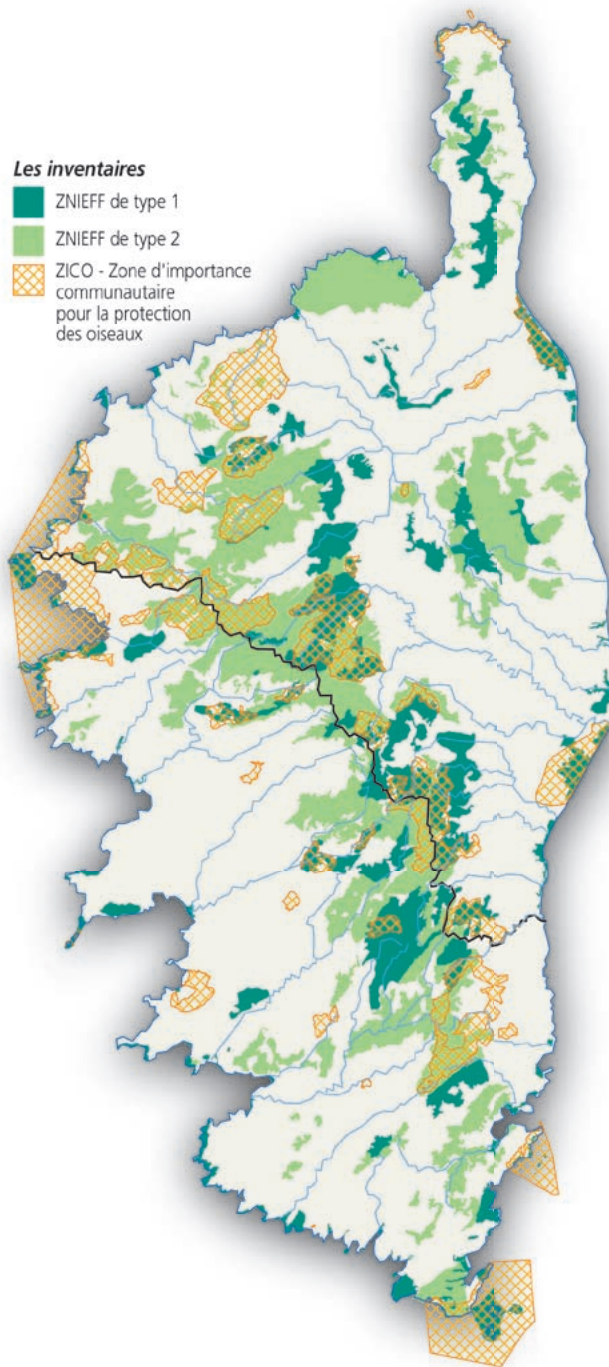 Les inventaires
ZNIEFF de type 1
ZNIEFF de type 2
ZICO - Zone d'importance
communautaire
pour la protection
des oiseaux